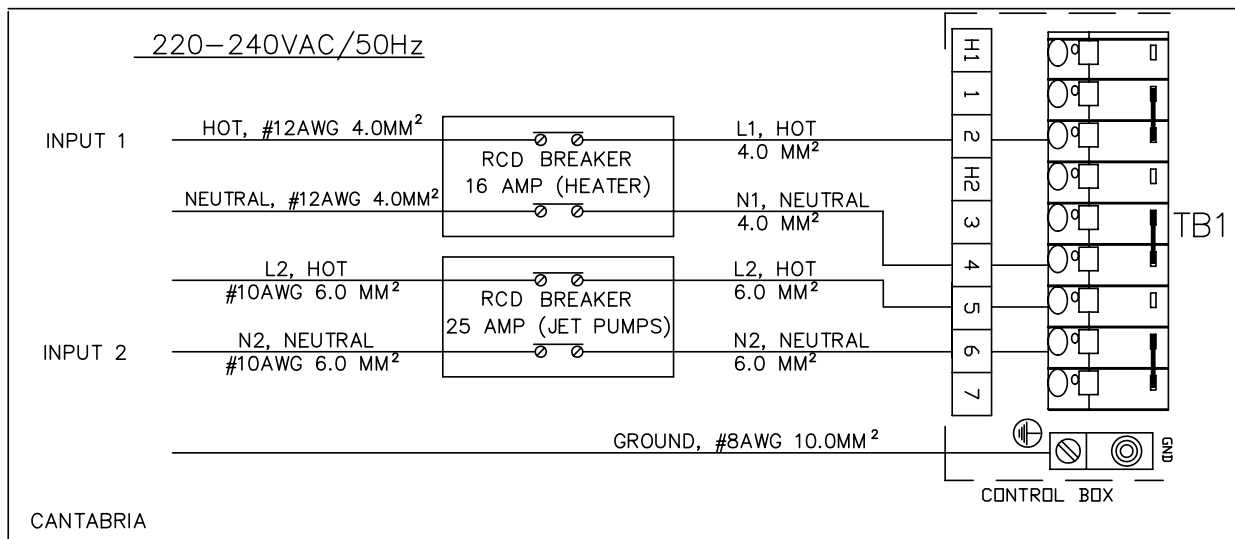 220-240VAC/50Hz
INPUT 1
HOT, #12AWG 4.0MM²
NEUTRAL, #12AWG 4.0MM²
RCD BREAKER
16 AMP (HEATER)
L1, HOT
4.0 MM²
N1, NEUTRAL
4.0 MM²
INPUT 2
L2, HOT
#10AWG 6.0 MM²
N2, NEUTRAL
#10AWG 6.0 MM²
RCD BREAKER
25 AMP (JET PUMPS)
L2, HOT
6.0 MM²
N2, NEUTRAL
6.0 MM²
GROUND, #8AWG 10.0MM²
H1
1
2
H2
3
4
5
6
7
TB1
GND
CONTROL BOX
CANTABRIA